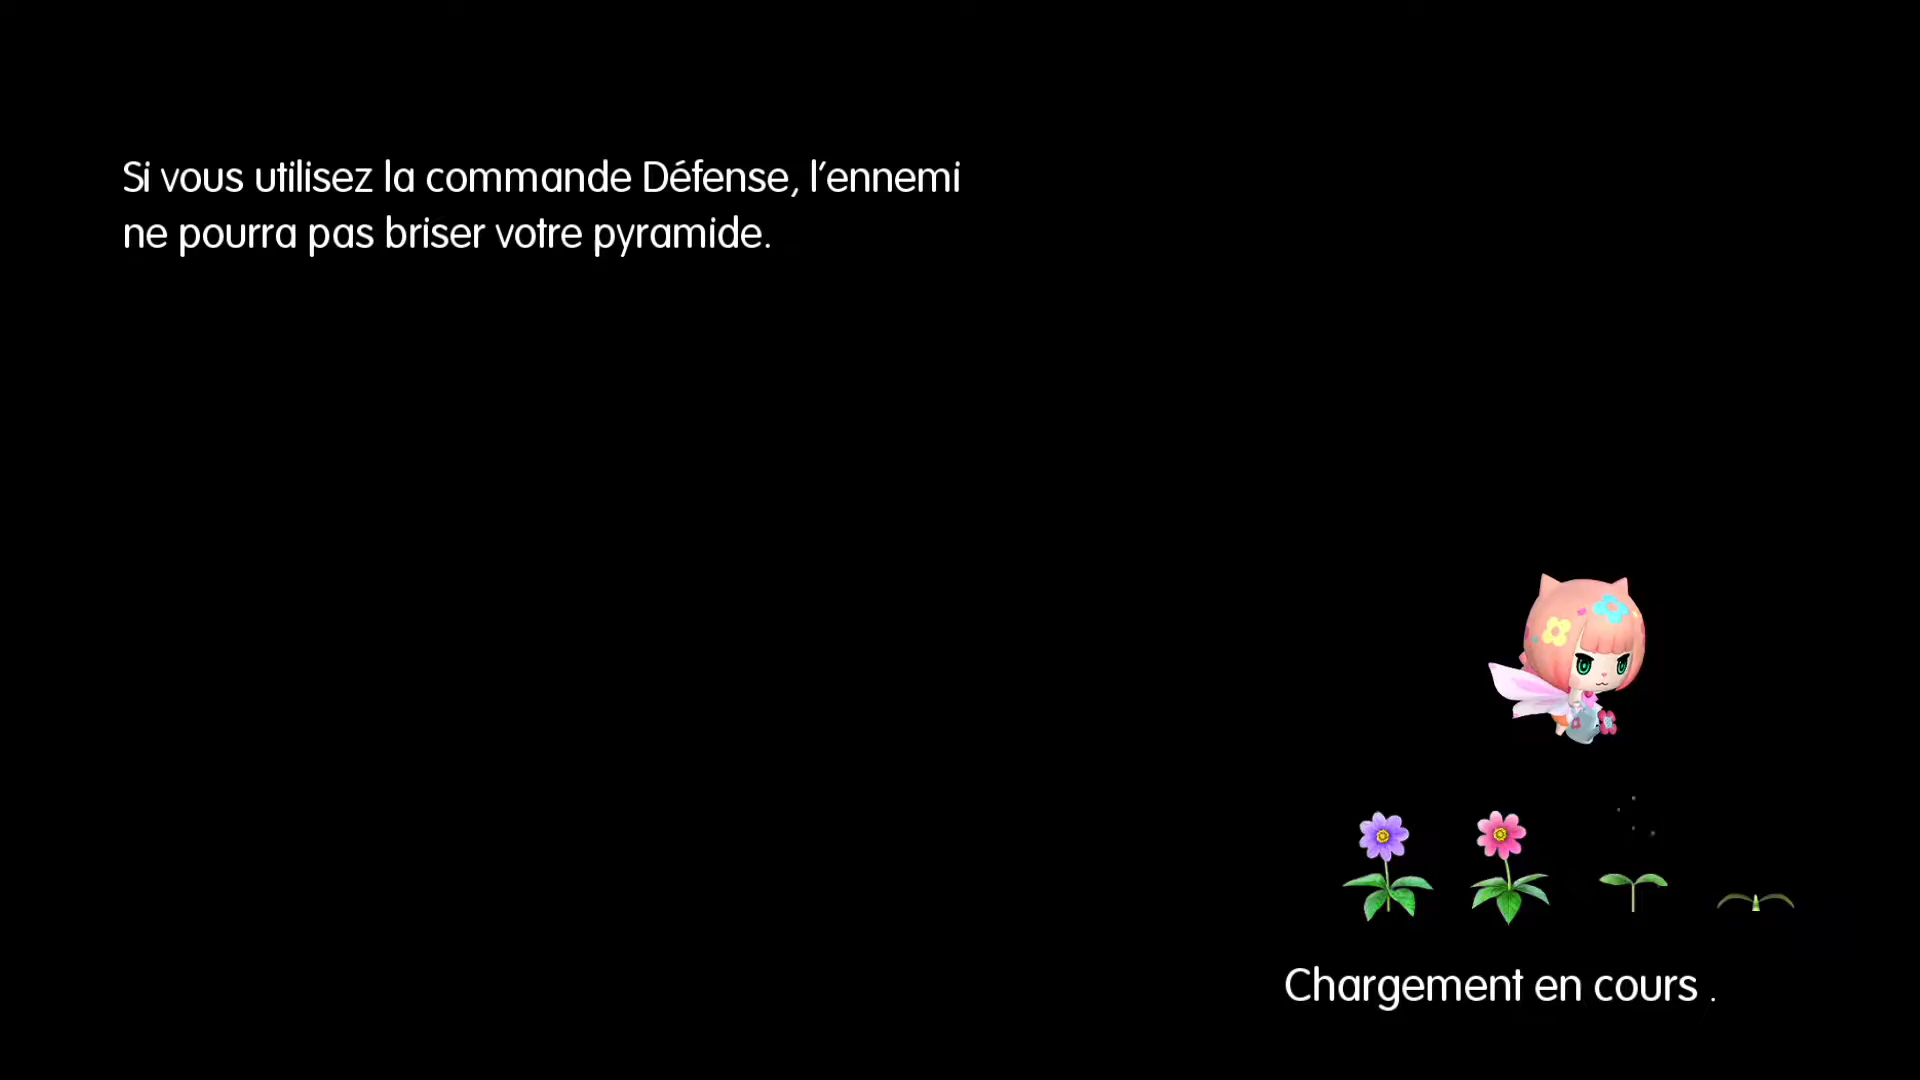 Si vous utilisez la commande Défense, l'ennemi
ne pourra pas briser votre pyramide.
Chargement en cours .